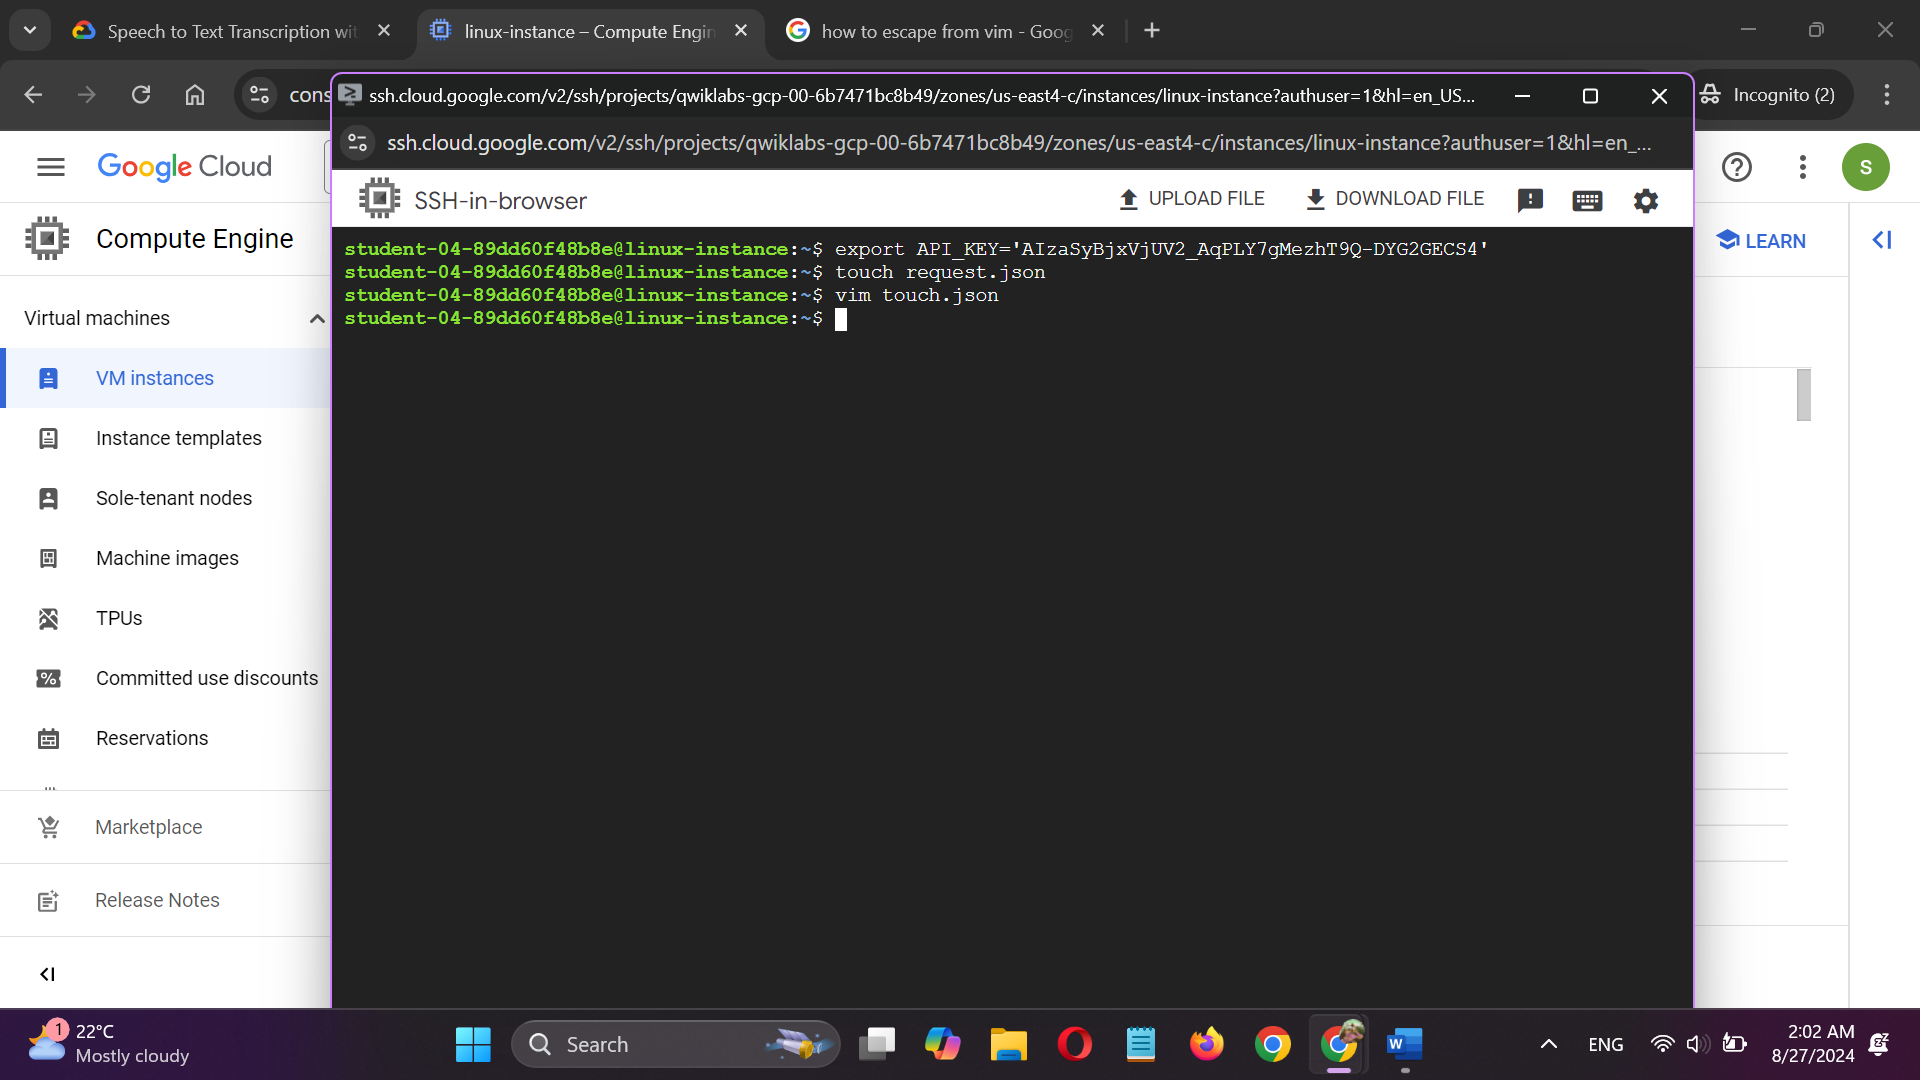 Speech to Text Transcription wit
linux-instance – Compute Engin
how to escape from vim - Goog
cons
Incognito (2)
ssh.cloud.google.com/v2/ssh/projects/qwiklabs-gcp-00-6b7471bc8b49/zones/us-east4-c/instances/linux-instance?authuser=1&hl=en_US...
ssh.cloud.google.com/v2/ssh/projects/qwiklabs-gcp-00-6b7471bc8b49/zones/us-east4-c/instances/linux-instance?authuser=1&hl=en_...
Google Cloud
S
SSH-in-browser
UPLOAD FILE
DOWNLOAD FILE
Compute Engine
LEARN
student-04-89dd60f48b8e@linux-instance:~$ export API_KEY='AIzaSyBjxVjUV2_AqPLY7gMezhT9Q-DYG2GECS4'
student-04-89dd60f48b8e@linux-instance:~$ touch request.json
student-04-89dd60f48b8e@linux-instance:~$ vim touch.json
student-04-89dd60f48b8e@linux-instance:~$
Virtual machines
VM instances
Instance templates
Sole-tenant nodes
Machine images
TPUs
Committed use discounts
Reservations
Marketplace
Release Notes
1
22°C
Mostly cloudy
Search
ENG
2:02 AM
8/27/2024